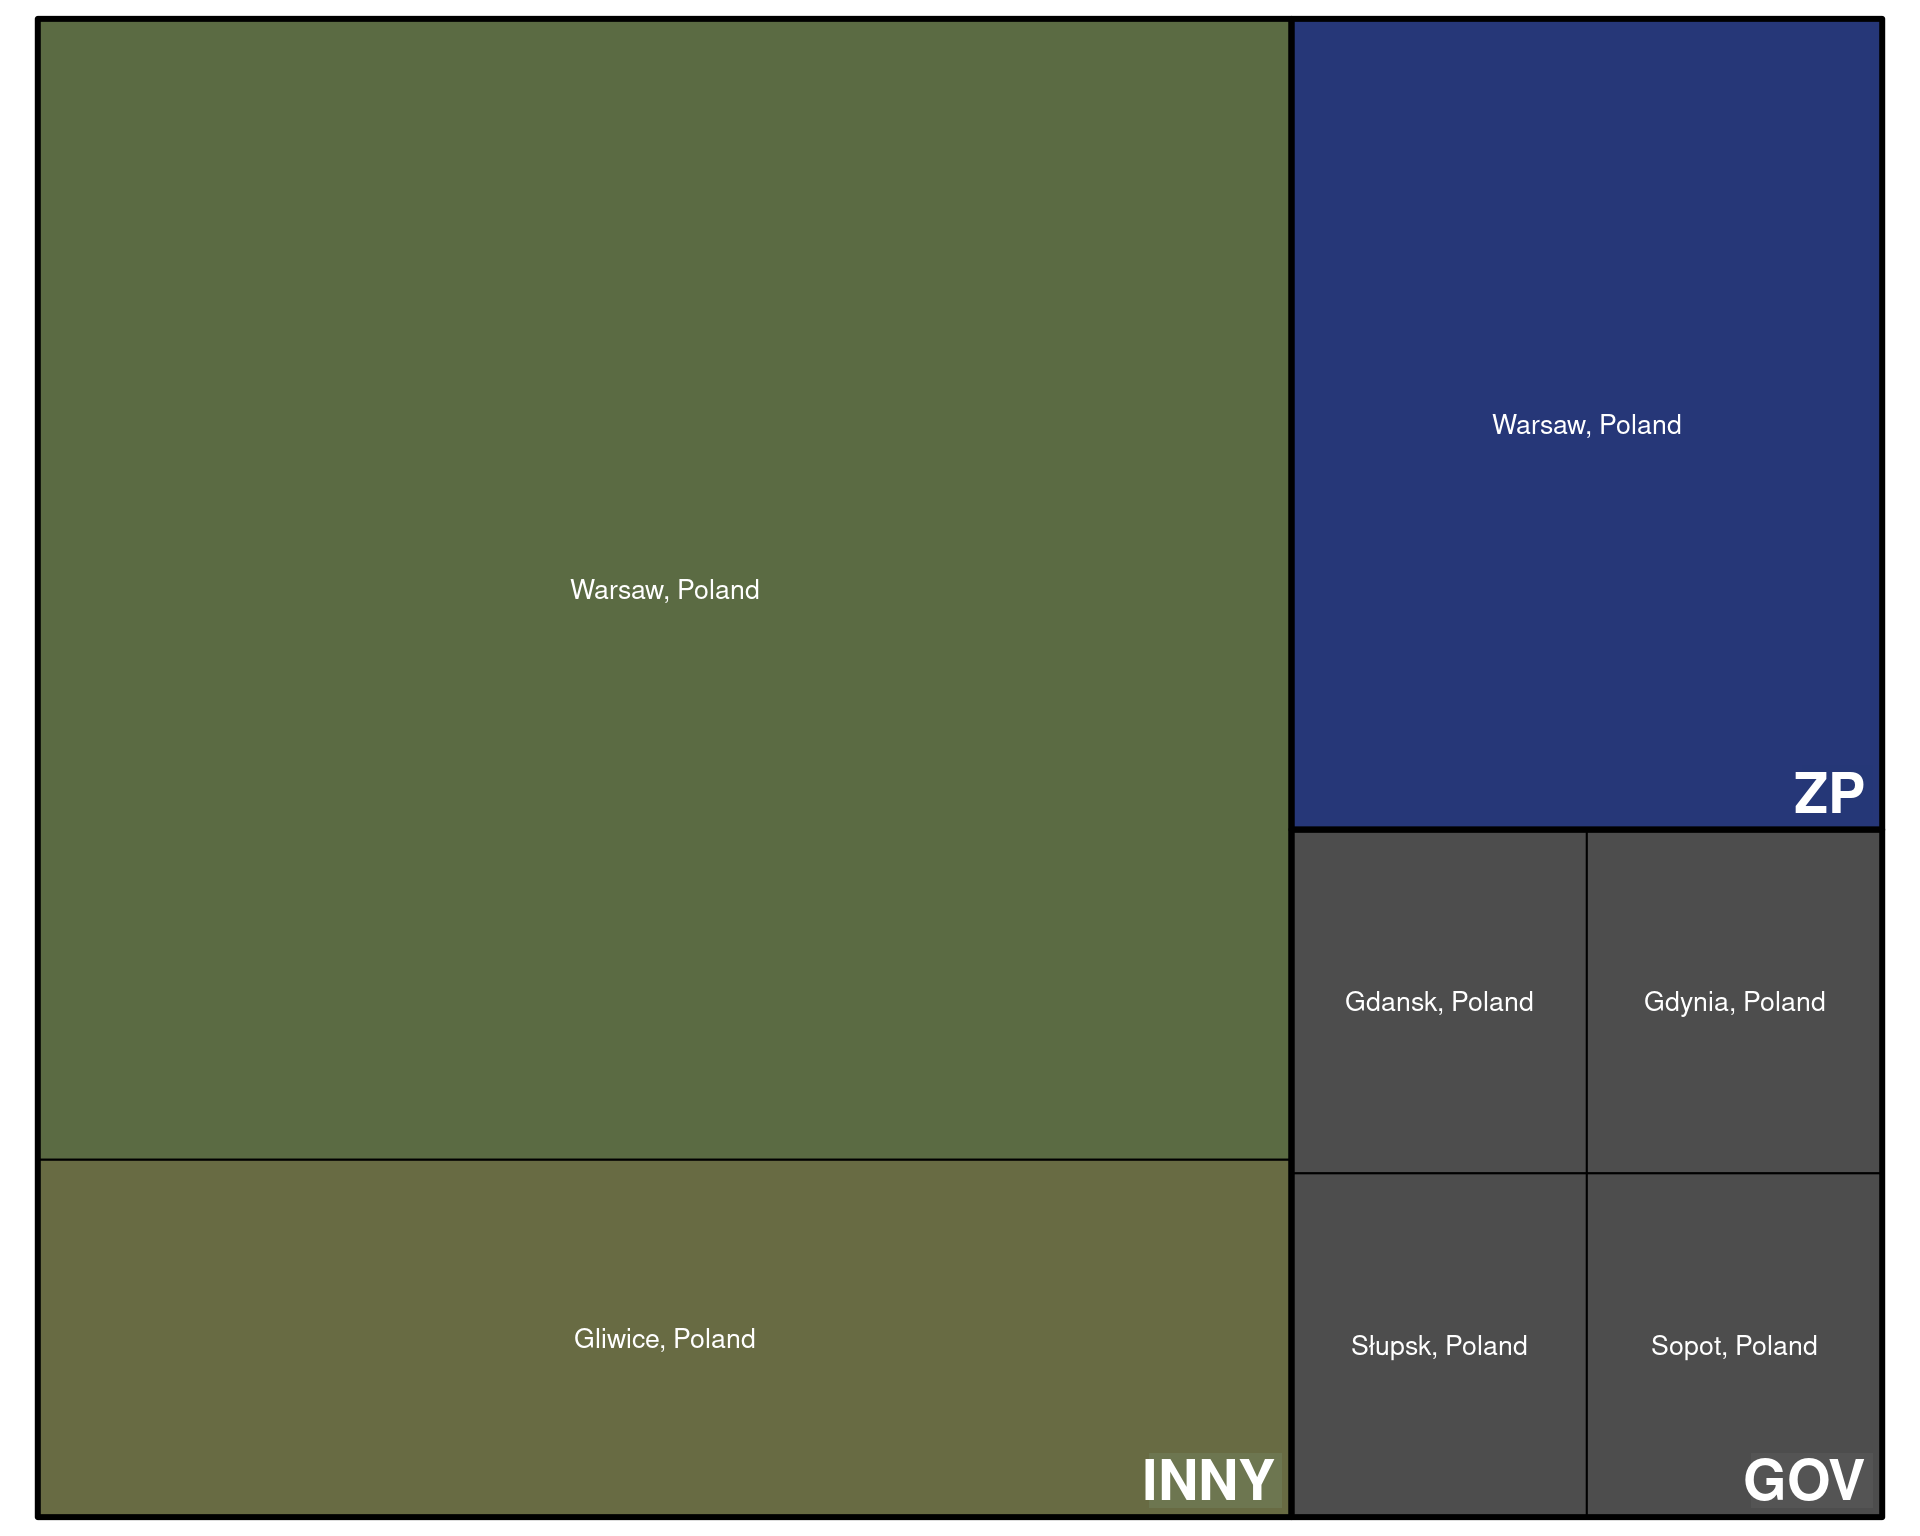 Warsaw, Poland
Gliwice, Poland
INNY
Warsaw, Poland
ZP
Gdansk, Poland
Gdynia, Poland
Słupsk, Poland
Sopot, Poland
GOV